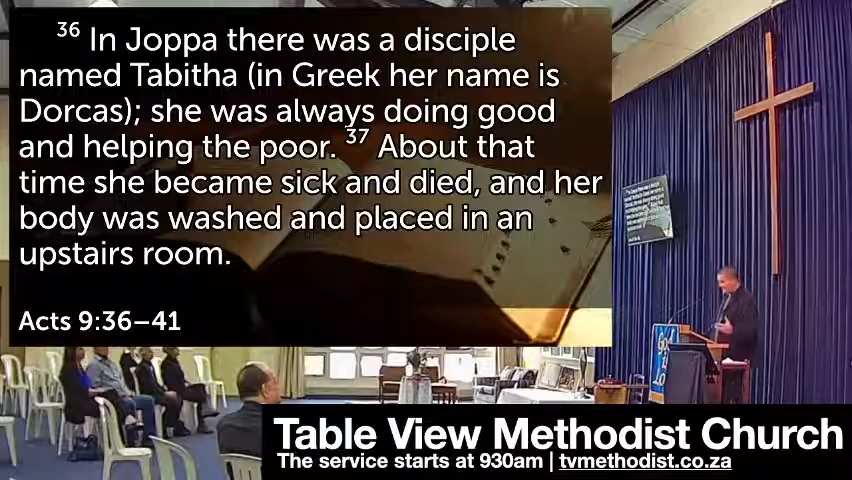 36 In Joppa there was a disciple
named Tabitha (in Greek her name is
Dorcas); she was always doing good
and helping the poor. 37 About that
time she became sick and died, and her
body was washed and placed in an
upstairs room.
Acts 9:36–41
Table View Methodist Church
The service starts at 930am | tvmethodist.co.za